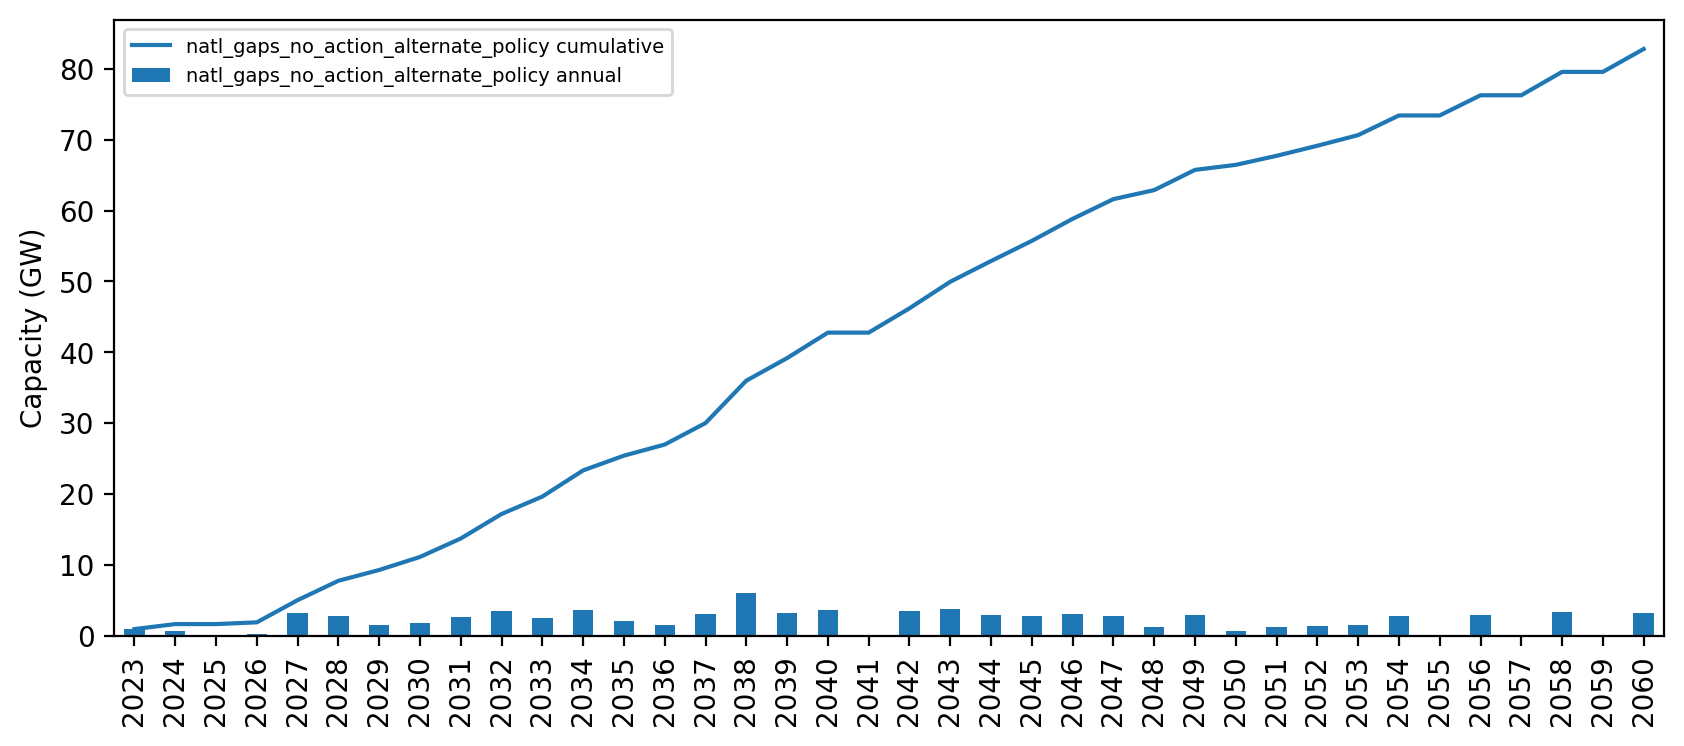 natl_gaps_no_action_alternate_policy cumulative
natl_gaps_no_action_alternate_policy annual
Capacity (GW)
80
70
60
50
40
30
20
10
0
2023 2024 2025 2026 2027 2028 2029 2030 2031 2032 2033 2034 2035 2036 2037 2038 2039 2040 2041 2042 2043 2044 2045 2046 2047 2048 2049 2050 2051 2052 2053 2054 2055 2056 2057 2058 2059 2060